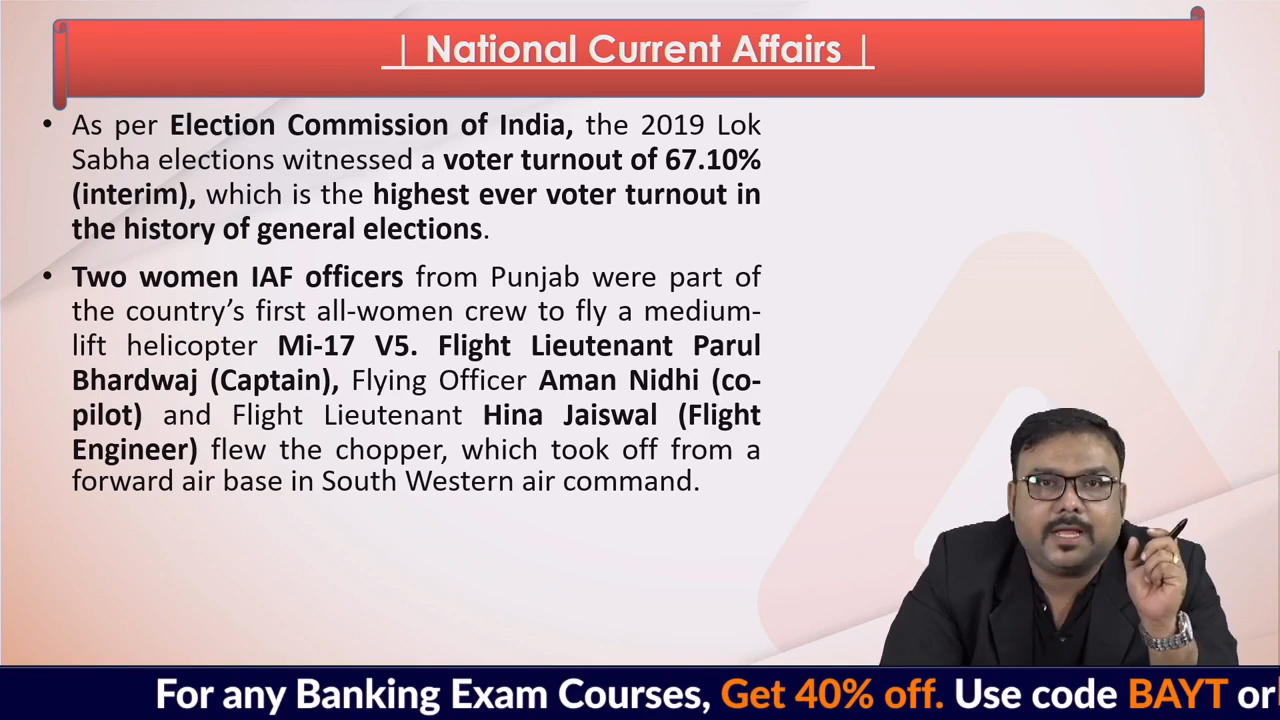 | National Current Affairs |
• As per Election Commission of India, the 2019 Lok
Sabha elections witnessed a voter turnout of 67.10%
(interim), which is the highest ever voter turnout in
the history of general elections.
• Two women IAF officers from Punjab were part of
the country’s first all-women crew to fly a medium-
lift helicopter Mi-17 V5. Flight Lieutenant Parul
Bhardwaj (Captain), Flying Officer Aman Nidhi (co-
pilot) and Flight Lieutenant Hina Jaiswal (Flight
Engineer) flew the chopper, which took off from a
forward air base in South Western air command.
For any Banking Exam Courses, Get 40% off. Use code BAYT or